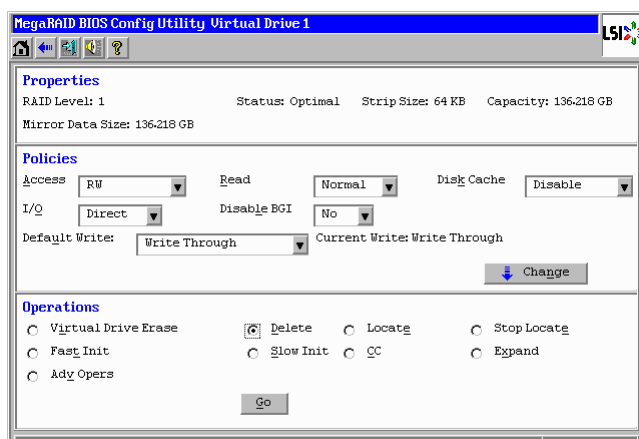 MegaRAID BIOS Config Utility Virtual Drive 1
LSI
?
Properties
RAID Level: 1 Status: Optimal Strip Size: 64 KB Capacity: 136.218 GB
Mirror Data Size: 136.218 GB
Policies
Access RW Read Normal Disk Cache Disable
I/O Direct Disable BGI No
Default Write: Write Through Current Write: Write Through
Change
Operations
Virtual Drive Erase Delete Locate Stop Locate
Fast Init Slow Init CC Expand
Adv Opers
Go